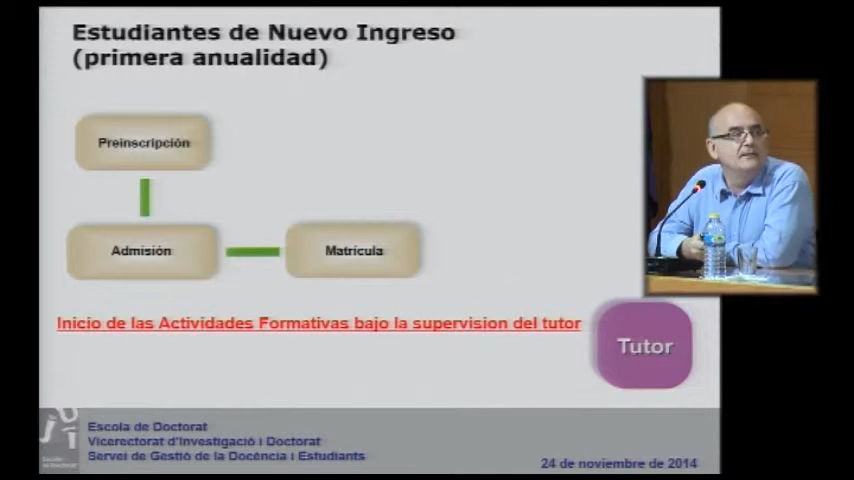 Estudiantes de Nuevo Ingreso
(primera anualidad)
Preinscripción
Admisión
Matrícula
Inicio de las Actividades Formativas bajo la supervision del tutor
Tutor
Escola de Doctorat
Vicerectorat d'Investigació i Doctorat
Servei de Gestió de la Docència i Estudiants
24 de noviembre de 2014